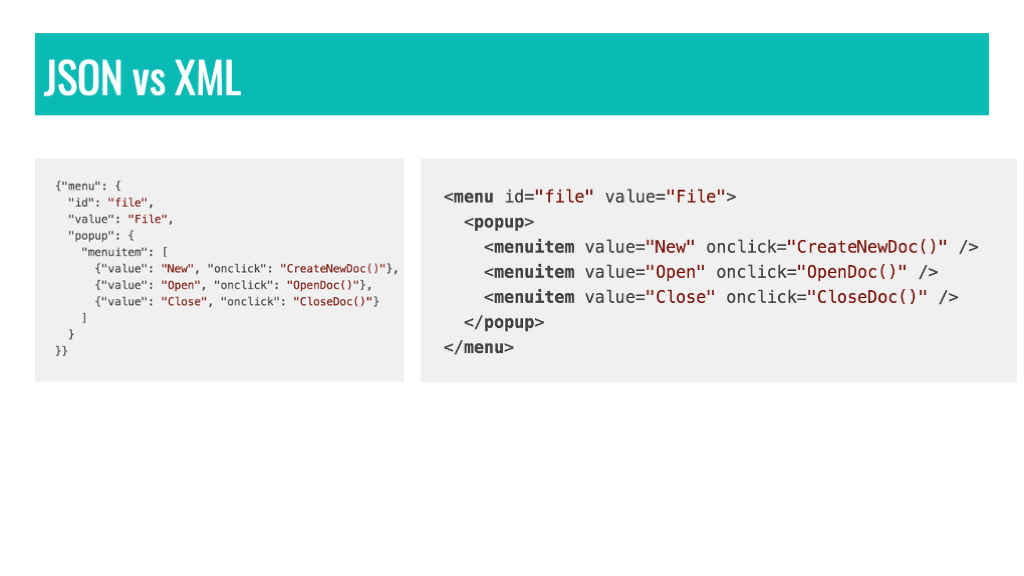 JSON vs XML
{"menu": {
  "id": "file",
  "value": "File",
  "popup": {
    "menuitem": [
      {"value": "New", "onclick": "CreateNewDoc()"},
      {"value": "Open", "onclick": "OpenDoc()"},
      {"value": "Close", "onclick": "CloseDoc()"}
    ]
  }
}}
<menu id="file" value="File">
  <popup>
    <menuitem value="New" onclick="CreateNewDoc()" />
    <menuitem value="Open" onclick="OpenDoc()" />
    <menuitem value="Close" onclick="CloseDoc()" />
  </popup>
</menu>